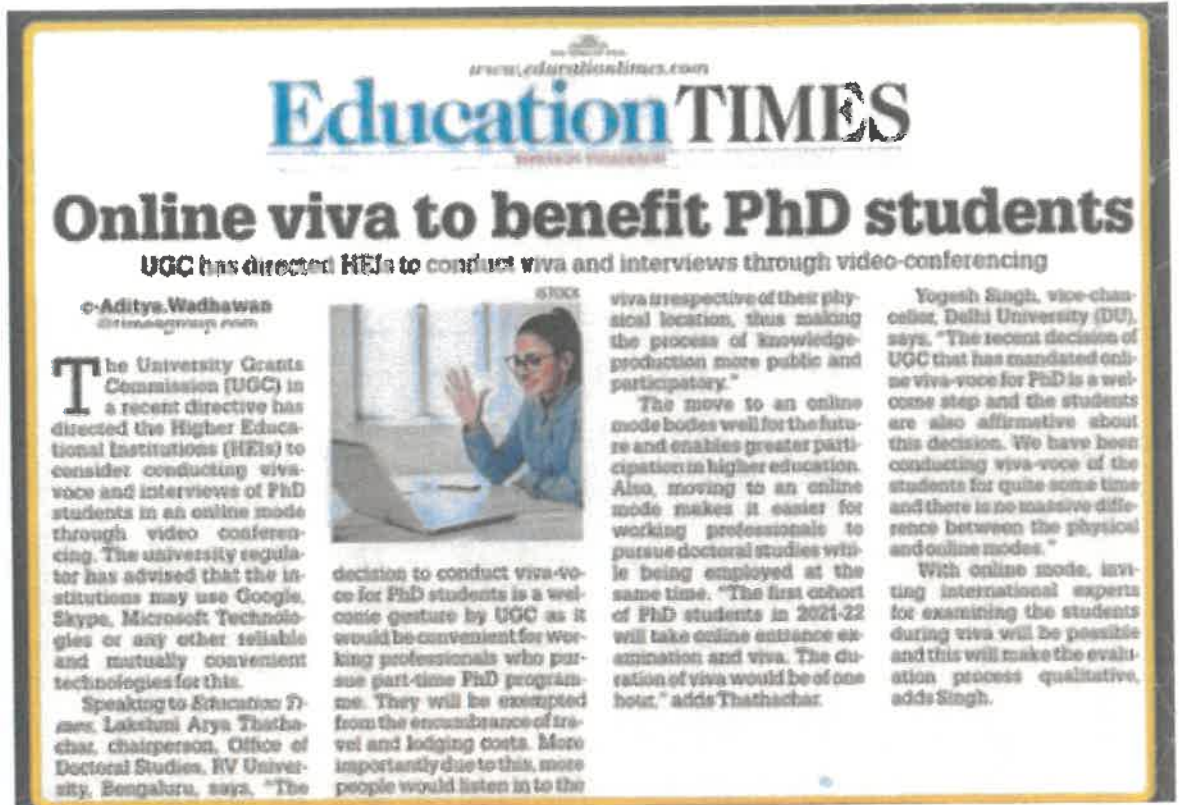 www.educationtimes.com
Education TIMES
Online viva to benefit PhD students
UGC has directed HEIs to conduct viva and interviews through video-conferencing
Aditya.Wadhawan
@timesgroup.com
The University Grants
Commission (UGC) in
a recent directive has
directed the Higher Educa-
tional Institutions (HEIs) to
consider conducting viva-
voce and interviews of PhD
students in an online mode
through video conferen-
cing. The university regula-
tor has advised that the in-
stitutions may use Google,
Skype, Microsoft Technolo-
gies or any other reliable
and mutually convenient
technologies for this.
Speaking to Education Ti-
mes, Lakshmi Arya Thatha-
char, chairperson, Office of
Doctoral Studies, RV Univer-
sity, Bengaluru, says, "The
ISTOCK
decision to conduct viva-vo-
ce for PhD students is a wel-
come gesture by UGC as it
would be convenient for wor-
king professionals who pur-
sue part-time PhD program-
me. They will be exempted
from the encumbrance of tra-
vel and lodging costs. More
importantly due to this, more
people would listen in to the
viva irrespective of their phy-
sical location, thus making
the process of knowledge-
production more public and
participatory."
The move to an online
mode bodes well for the futu-
re and enables greater parti-
cipation in higher education.
Also, moving to an online
mode makes it easier for
working professionals to
pursue doctoral studies whi-
le being employed at the
same time. "The first cohort
of PhD students in 2021-22
will take online entrance ex-
amination and viva. The du-
ration of viva would be of one
hour," adds Thathachar.
Yogesh Singh, vice-chan-
cellor, Delhi University (DU),
says, "The recent decision of
UGC that has mandated onli-
ne viva-voce for PhD is a wel-
come step and the students
are also affirmative about
this decision. We have been
conducting viva-voce of the
students for quite some time
and there is no massive diffe-
rence between the physical
and online modes."
With online mode, invi-
ting international experts
for examining the students
during viva will be possible
and this will make the evalu-
ation process qualitative,
adds Singh.